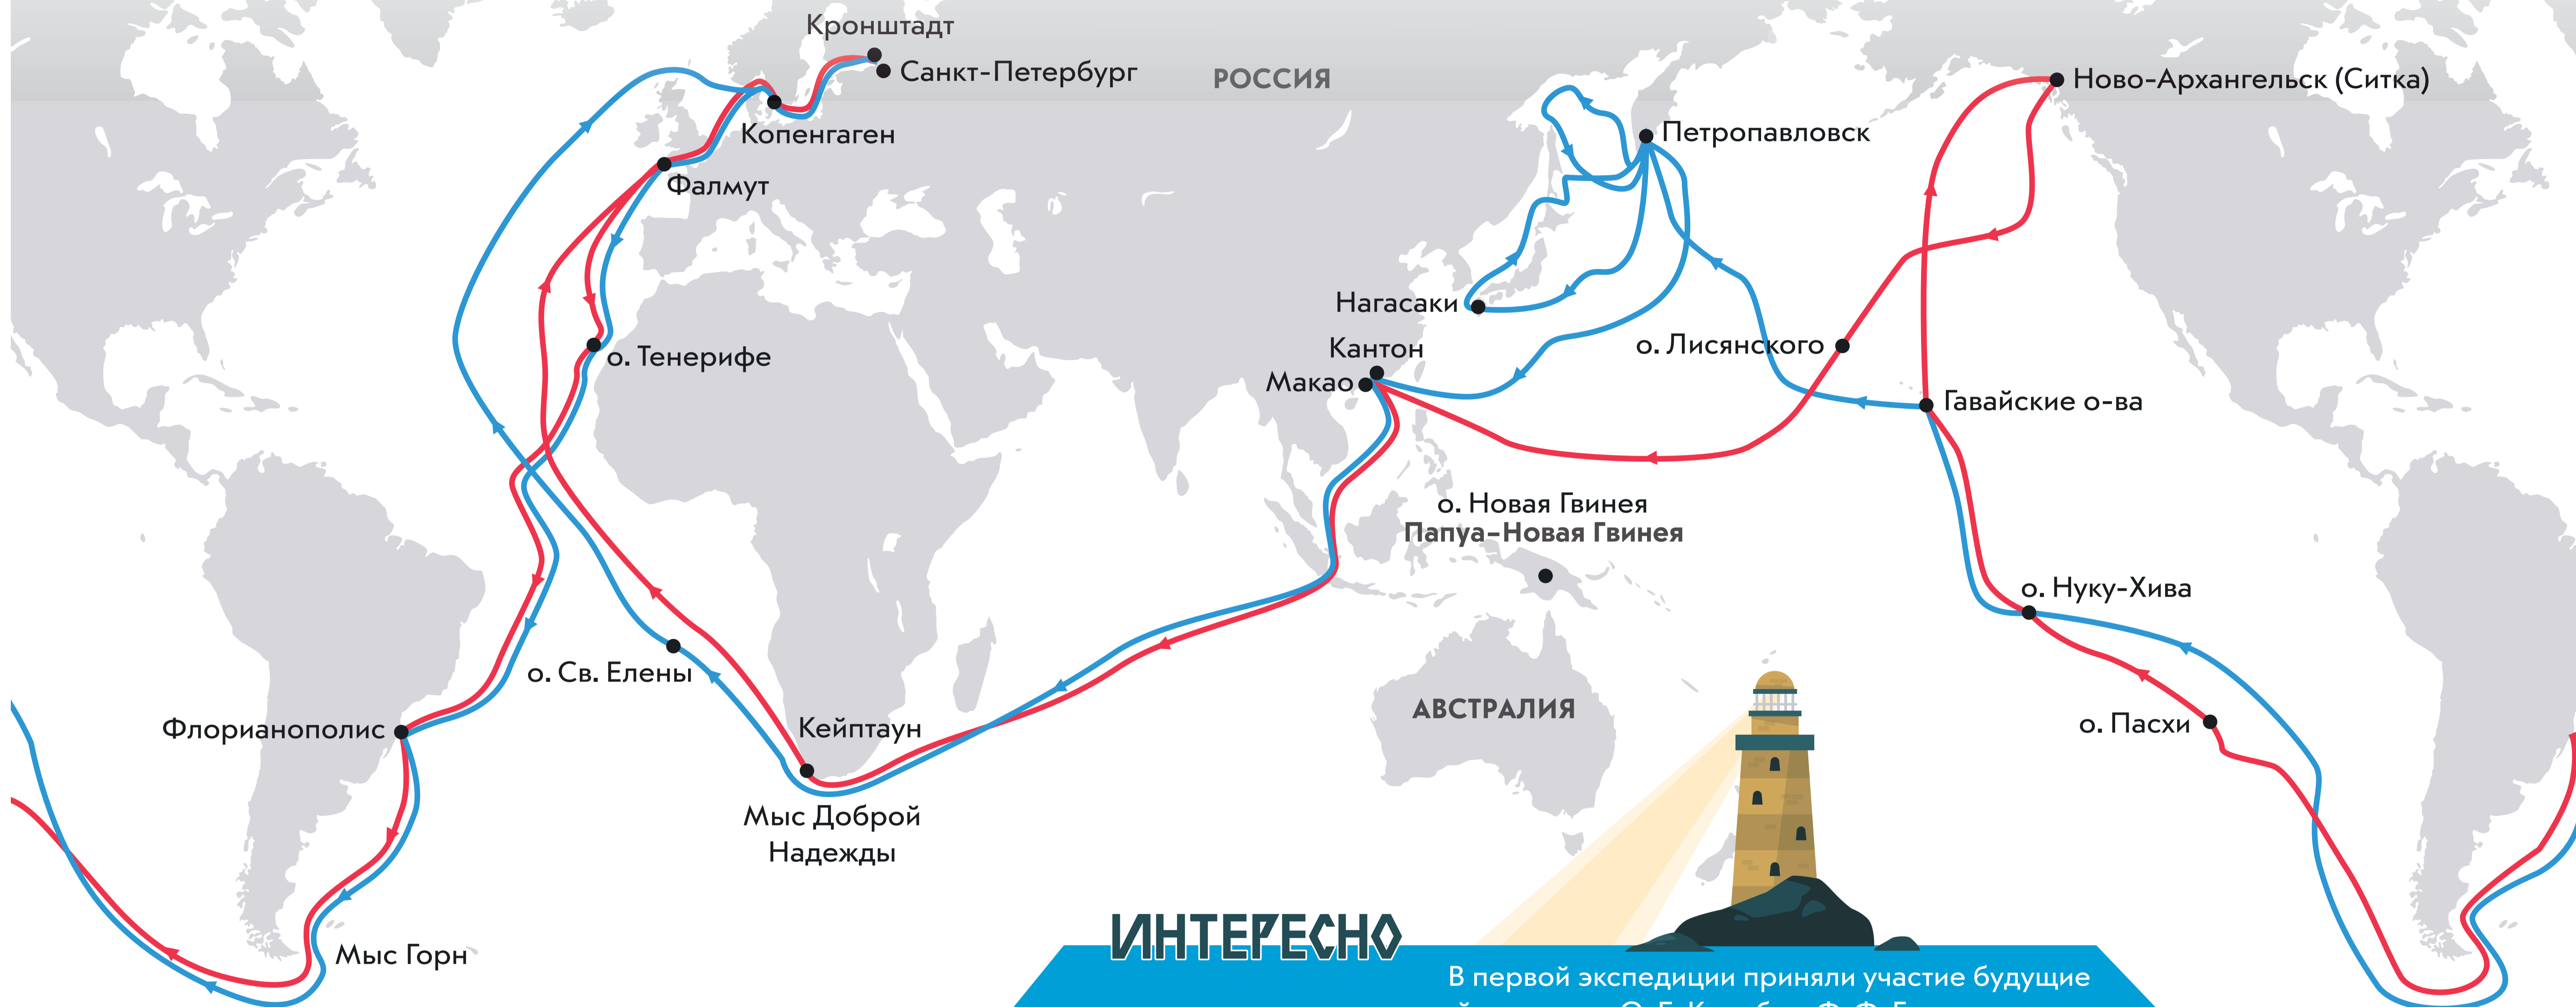 Кронштадт
Санкт-Петербург
РОССИЯ
Ново-Архангельск (Ситка)
Копенгаген
Петропавловск
Фалмут
Нагасаки
о. Тенерифе
Кантон
о. Лисянского
Макао
Гавайские о-ва
о. Новая Гвинея
Папуа-Новая Гвинея
о. Нуку-Хива
о. Св. Елены
АВСТРАЛИЯ
Флорианополис
Кейптаун
о. Пасхи
Мыс Доброй
Надежды
Мыс Горн
ИНТЕРЕСНО
В первой экспедиции приняли участие будущие